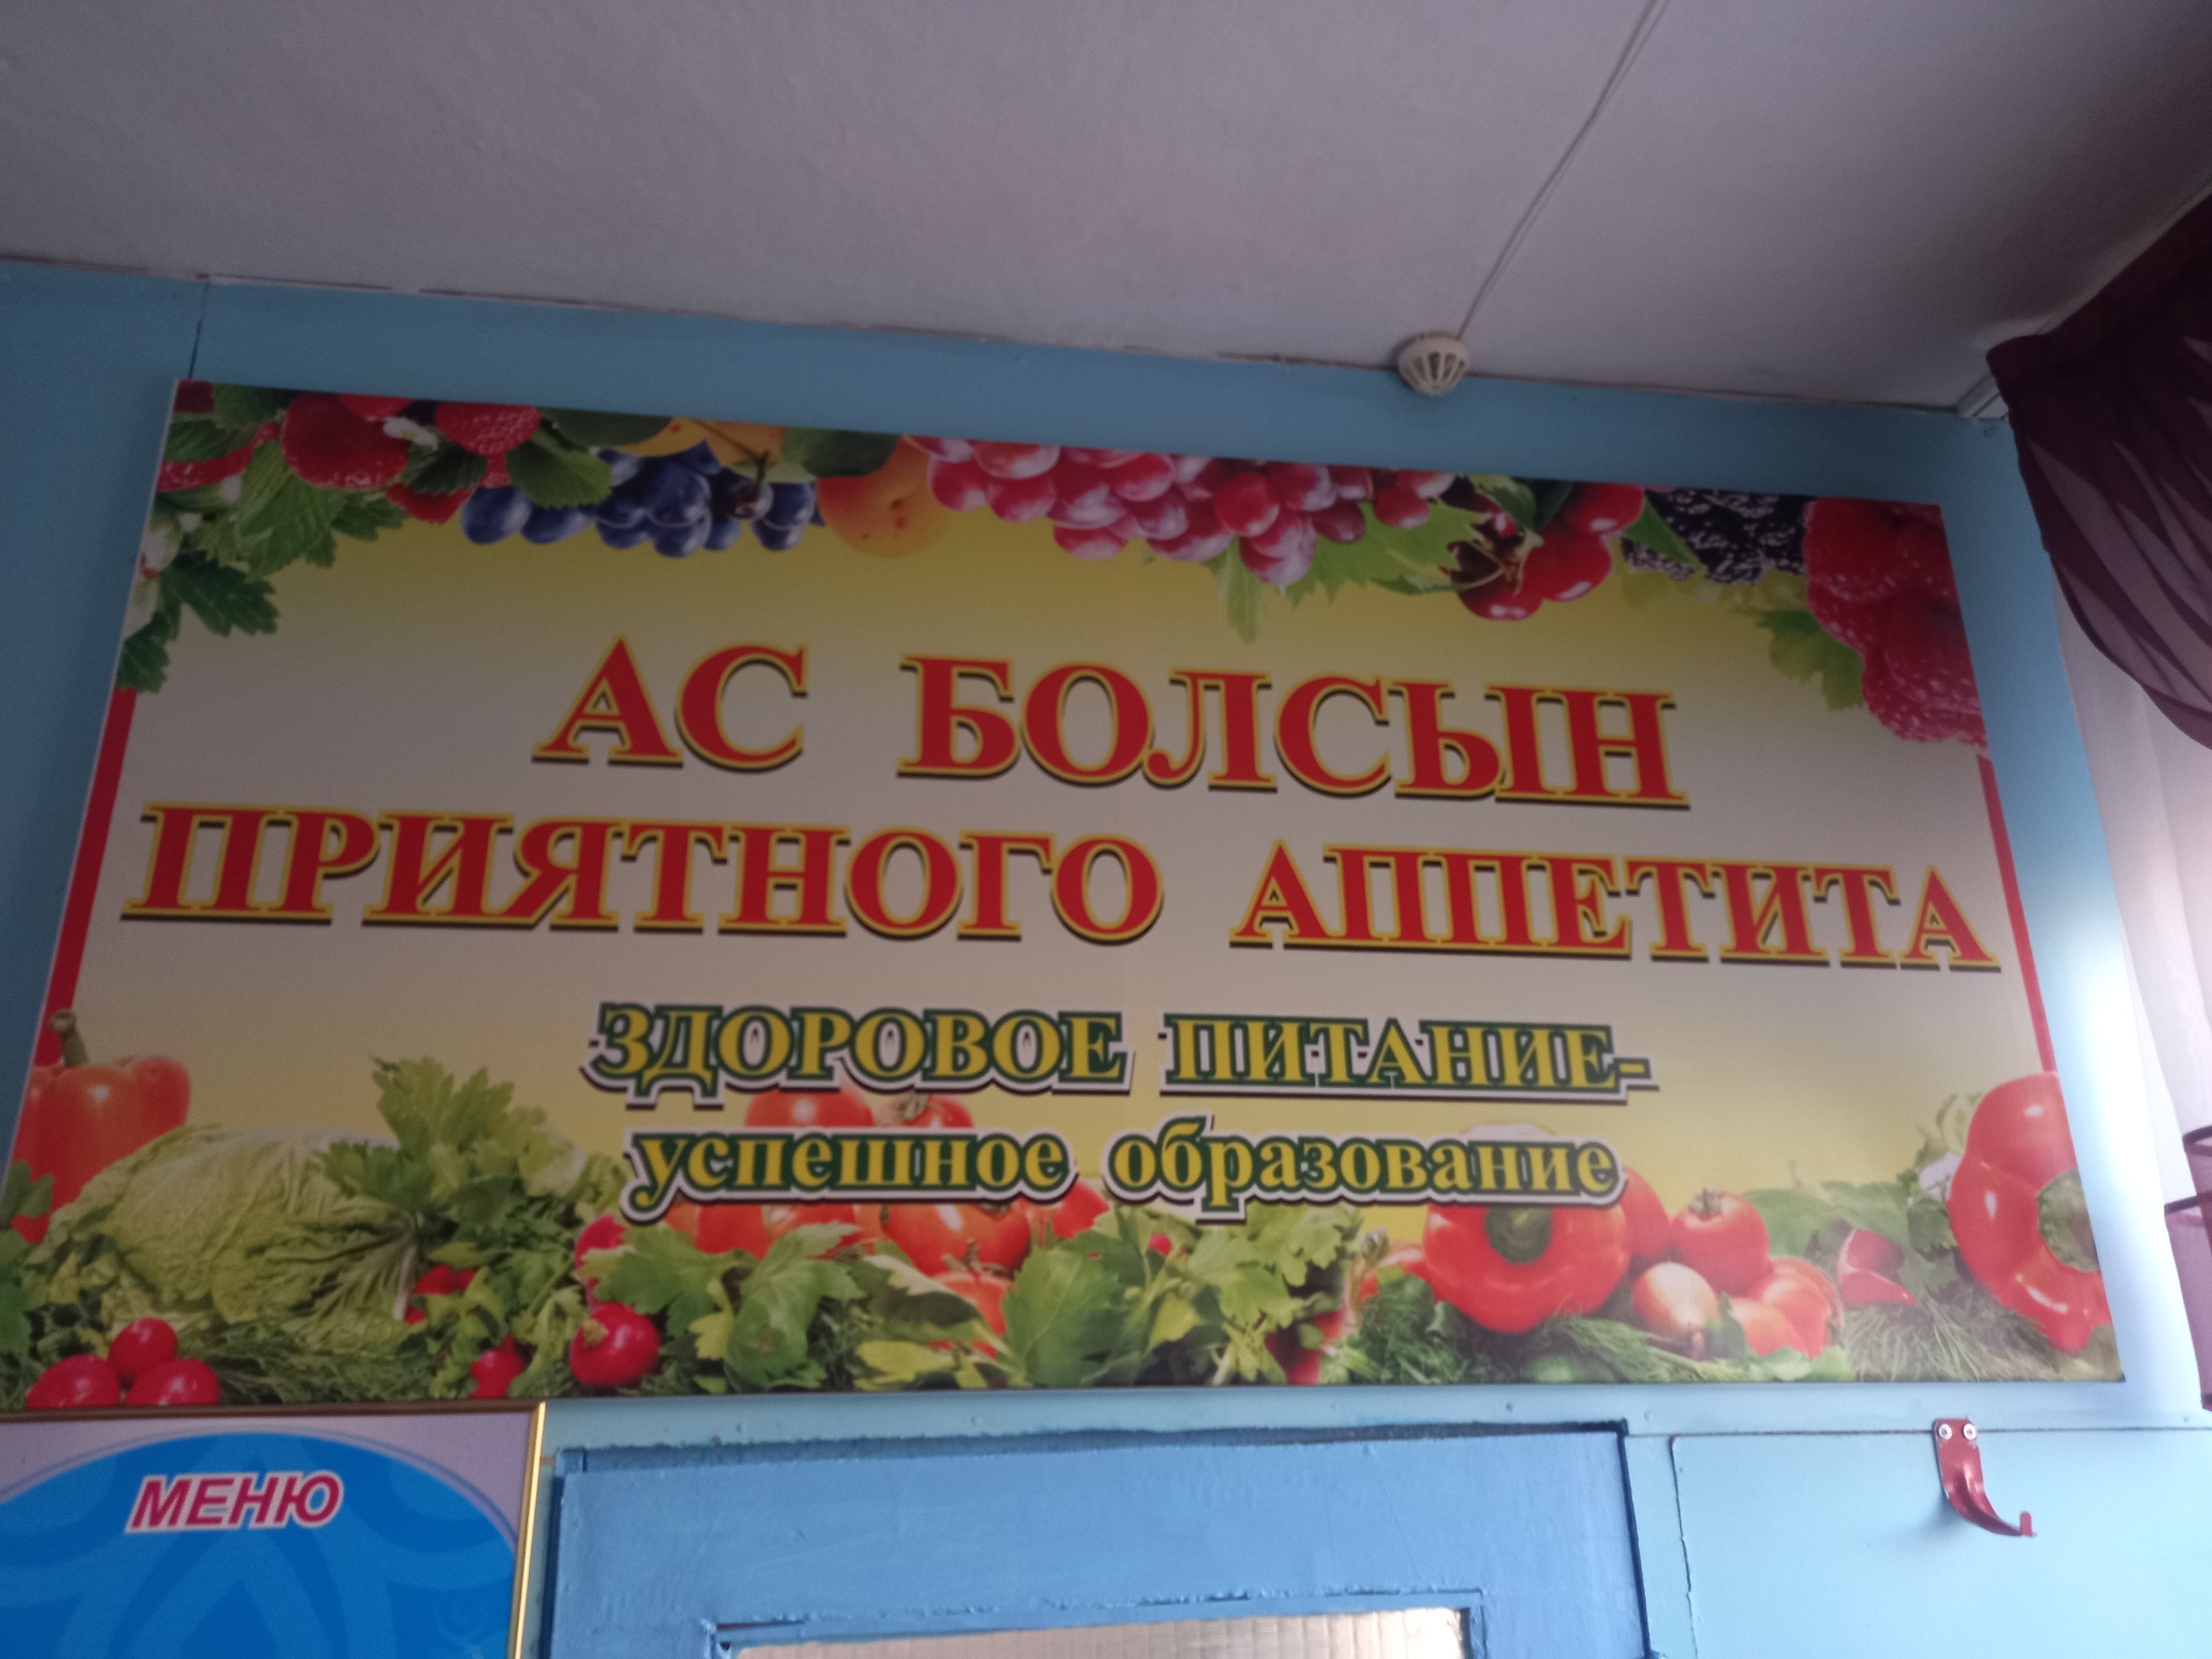 АС БОЛСЫН
ПРИЯТНОГО АППЕТИТА
ЗДОРОВОЕ ПИТАНИЕ-
успешное образование
МЕНЮ